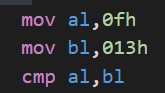 mov al,0fh
mov bl,013h
cmp al,bl